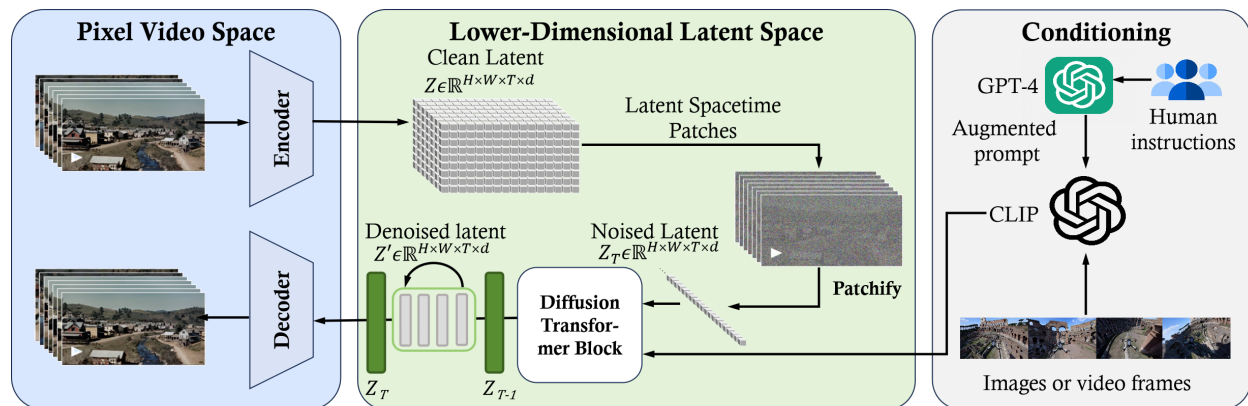 Pixel Video Space
Encoder
Decoder
Lower-Dimensional Latent Space
Clean Latent
Z∈ℝ^{H×W×T×d}
Latent Spacetime
Patches
Denoised latent
Z'∈ℝ^{H×W×T×d}
Noised Latent
Z_T∈ℝ^{H×W×T×d}
Patchify
Diffusion
Transfor-
mer Block
Z_T
Z_{T-1}
Conditioning
GPT-4
Human
instructions
Augmented
prompt
CLIP
Images or video frames